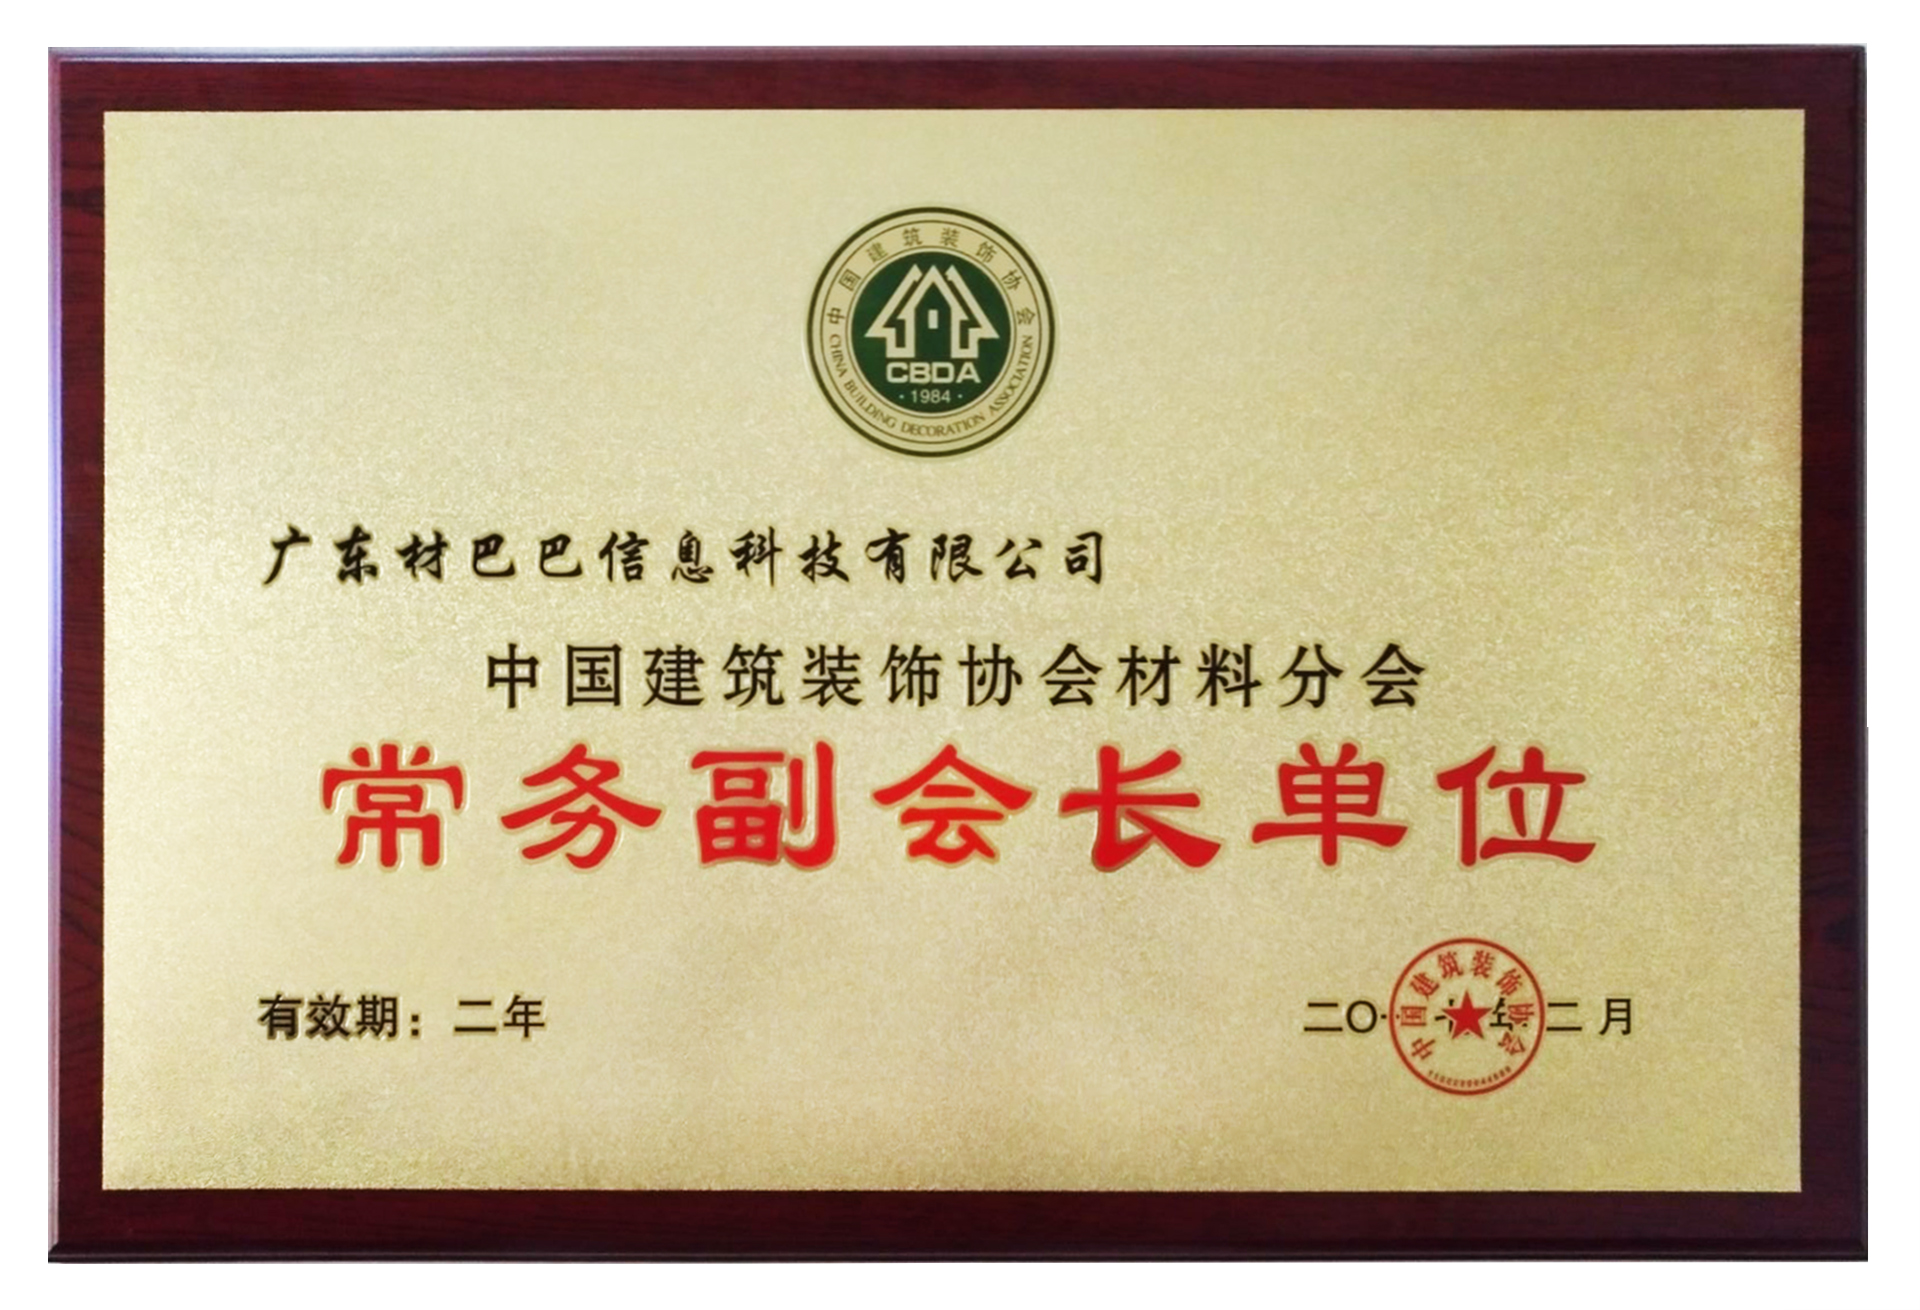 中国建筑装饰协会
CBDA
·1984·
CHINA BUILDING DECORATION ASSOCIATION
广东材巴巴信息科技有限公司
中国建筑装饰协会材料分会
常务副会长单位
有效期：二年
二〇 年 二月
中国建筑装饰协会